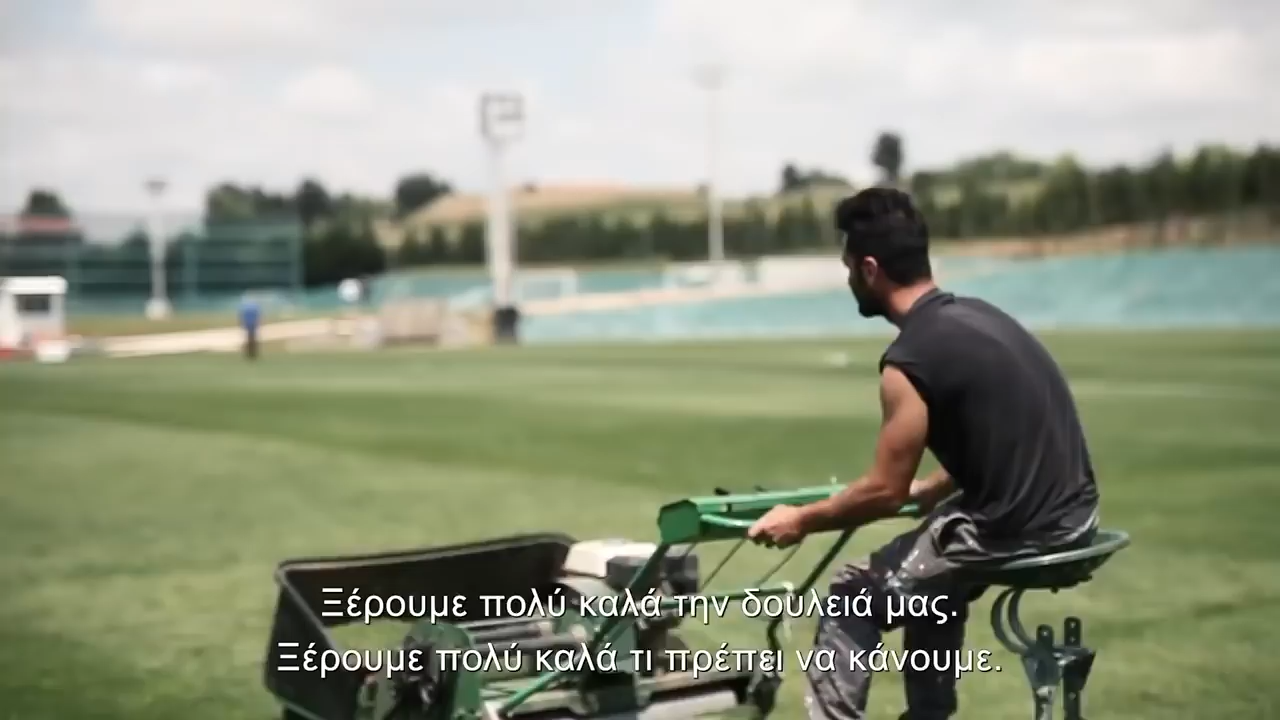 Ξέρουμε πολύ καλά την δουλειά μας.
Ξέρουμε πολύ καλά τι πρέπει να κάνουμε.